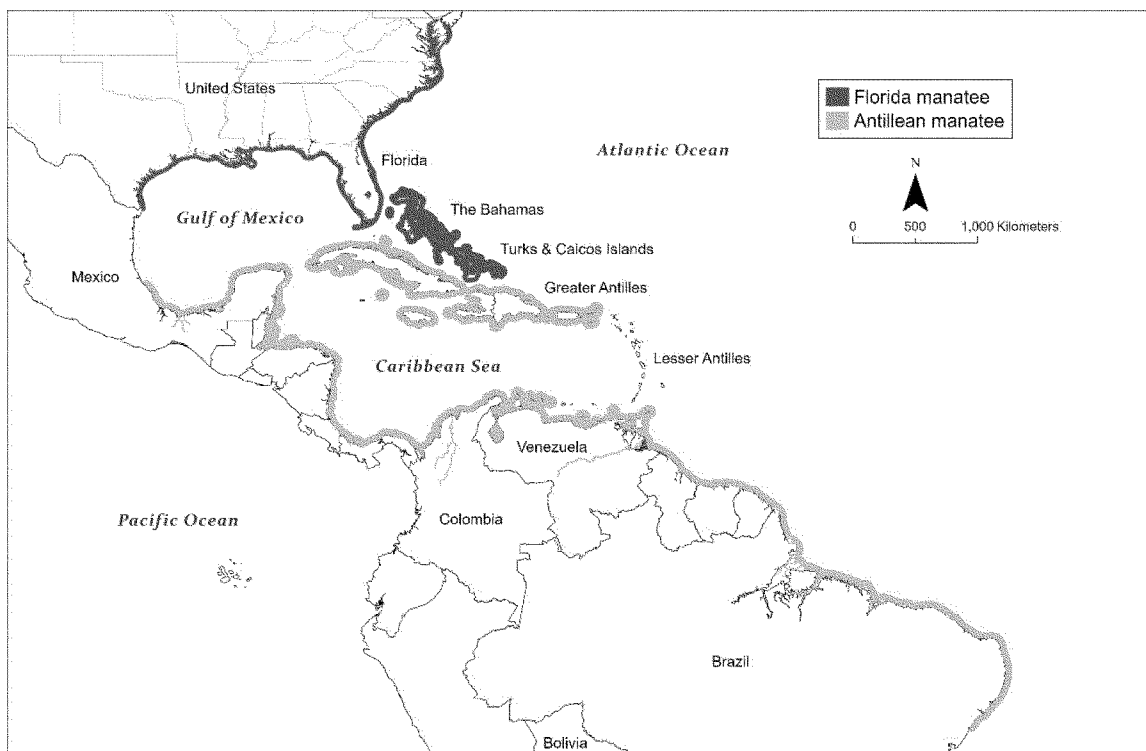 United States
Florida manatee
Antillean manatee
Atlantic Ocean
N
Florida
Gulf of Mexico
The Bahamas
0 500 1,000 Kilometers
Turks & Caicos Islands
Mexico
Greater Antilles
Lesser Antilles
Caribbean Sea
Venezuela
Pacific Ocean
Colombia
Brazil
Bolivia